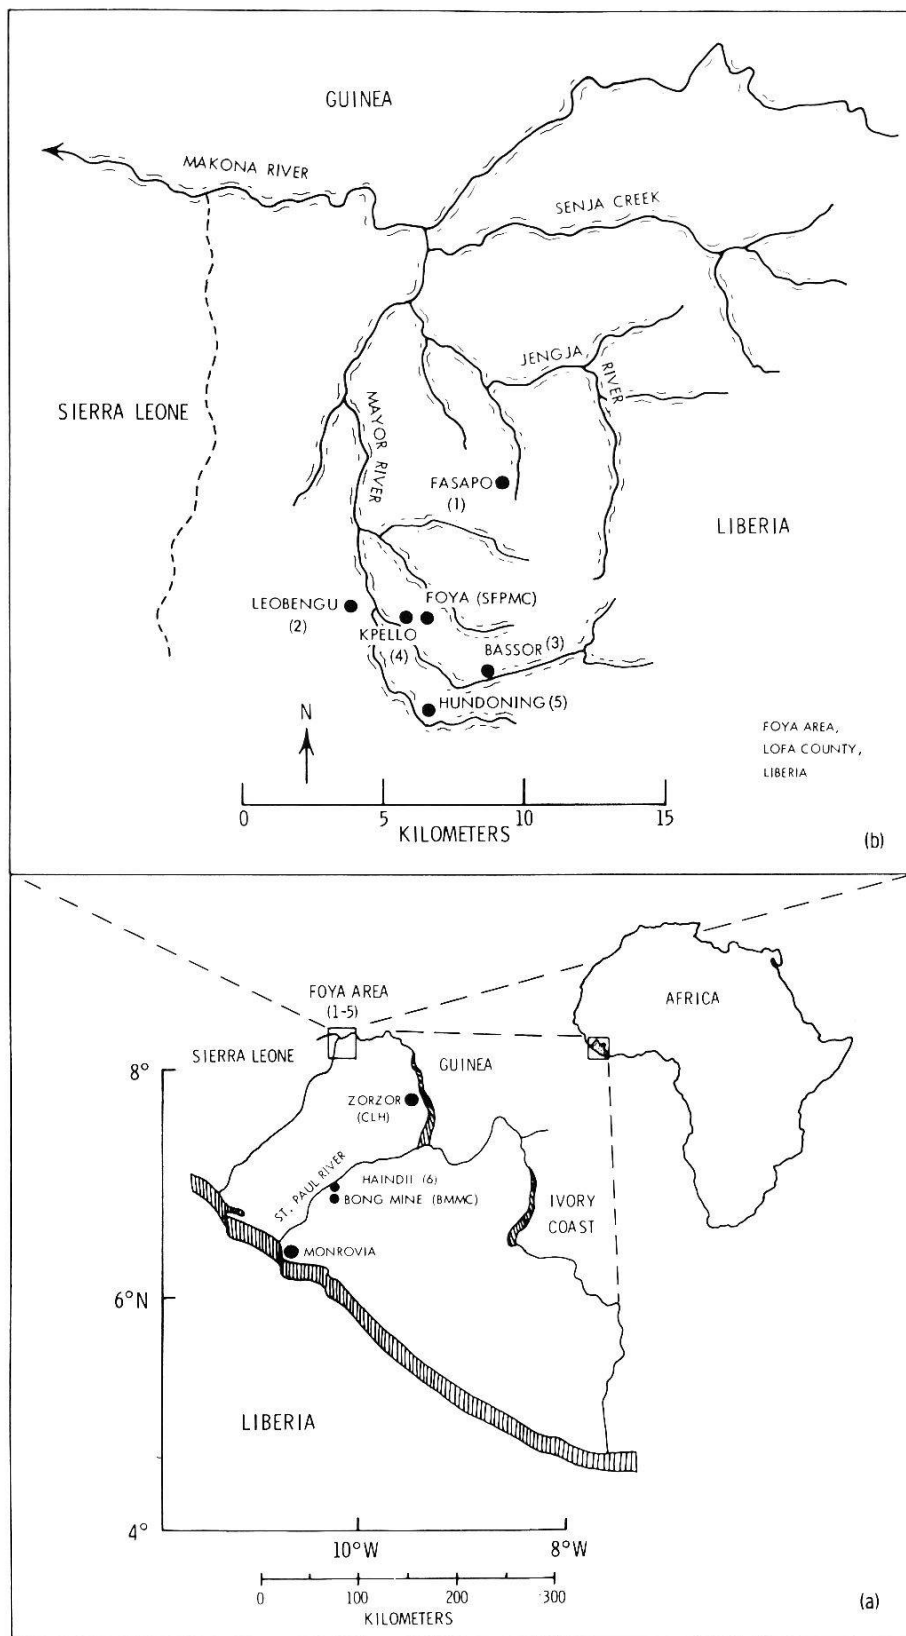 GUINEA
MAKONA RIVER
SENJA CREEK
JENGJA RIVER
SIERRA LEONE
MAYOR RIVER
FASAPO
(1)
LIBERIA
LEOBENGU
(2)
FOYA (SFPMC)
KPELLO
(4)
BASSOR (3)
HUNDONING (5)
N
FOYA AREA,
LOFA COUNTY,
LIBERIA
0 5 10 15
KILOMETERS
(b)
FOYA AREA
(1-5)
AFRICA
SIERRA LEONE
GUINEA
8°
ZORZOR
(CLH)
ST. PAUL RIVER
HAINDII (6)
BONG MINE (BMMC)
IVORY
COAST
MONROVIA
6°N
LIBERIA
4°
10°W 8°W
0 100 200 300
KILOMETERS
(a)